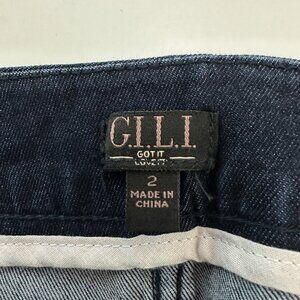 G.I.L.I.
GOT IT
LOVE IT
2
MADE IN
CHINA